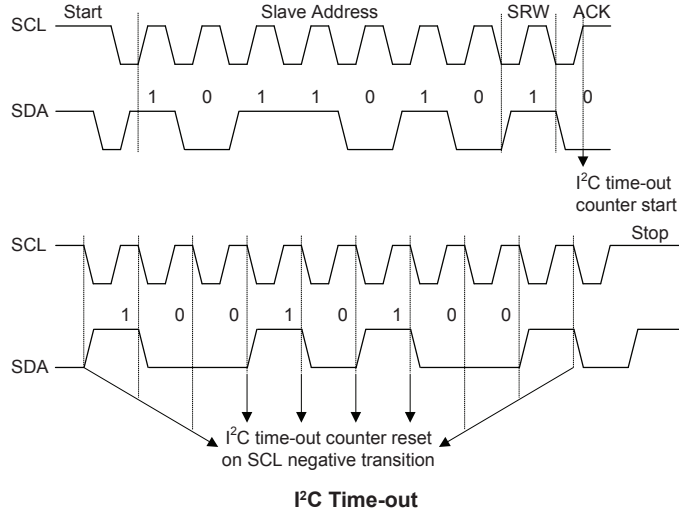 Start Slave Address SRW ACK
SCL
1 0 1 1 0 1 0 1 0
SDA
I²C time-out
counter start
Stop
SCL
1 0 0 1 0 1 0 0
SDA
I²C time-out counter reset
on SCL negative transition
I²C Time-out